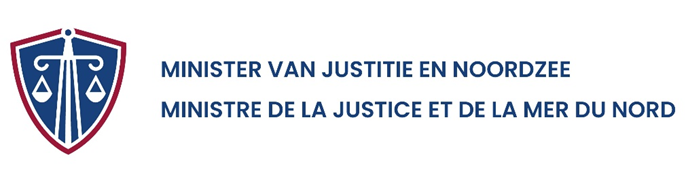 MINISTER VAN JUSTITIE EN NOORDZEE
MINISTRE DE LA JUSTICE ET DE LA MER DU NORD